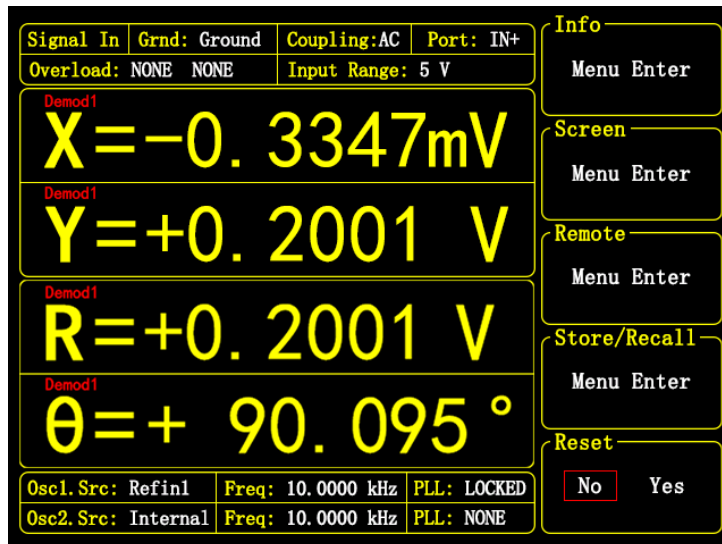 Signal In Grnd: Ground Coupling:AC Port: IN+
Overload: NONE NONE Input Range: 5 V
Demod1
X=-0.3347mV
Demod1
Y=+0.2001 V
Demod1
R=+0.2001 V
Demod1
θ=+ 90.095°
Osc1.Src: Refin1 Freq: 10.0000 kHz PLL: LOCKED
Osc2.Src: Internal Freq: 10.0000 kHz PLL: NONE
Info
Menu Enter
Screen
Menu Enter
Remote
Menu Enter
Store/Recall
Menu Enter
Reset
No Yes